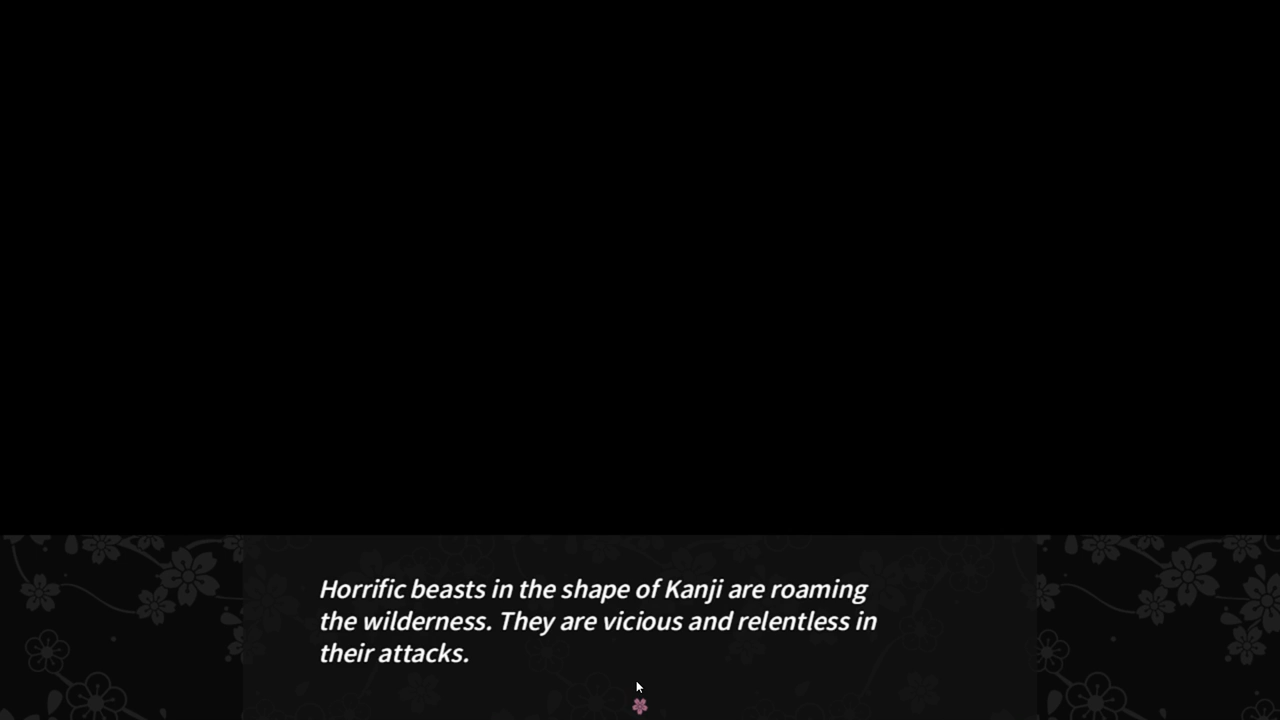 Horrific beasts in the shape of Kanji are roaming
the wilderness. They are vicious and relentless in
their attacks.